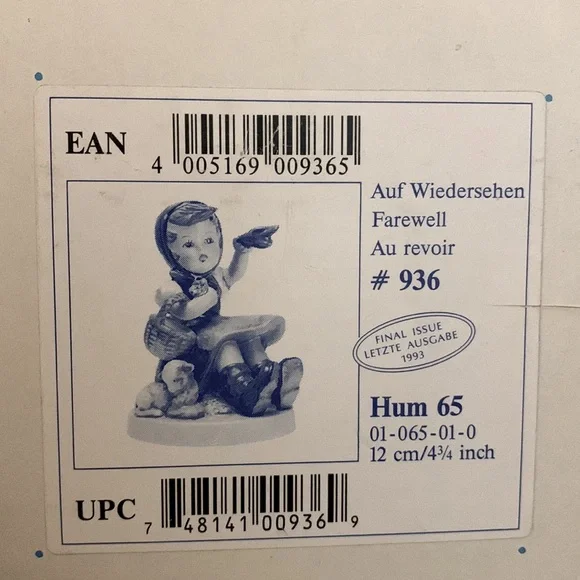 EAN
4 005169 009365
Auf Wiedersehen
Farewell
Au revoir
# 936
FINAL ISSUE
LETZTE AUSGABE
1993
Hum 65
01-065-01-0
12 cm/4¾ inch
UPC
7 48141 00936 9